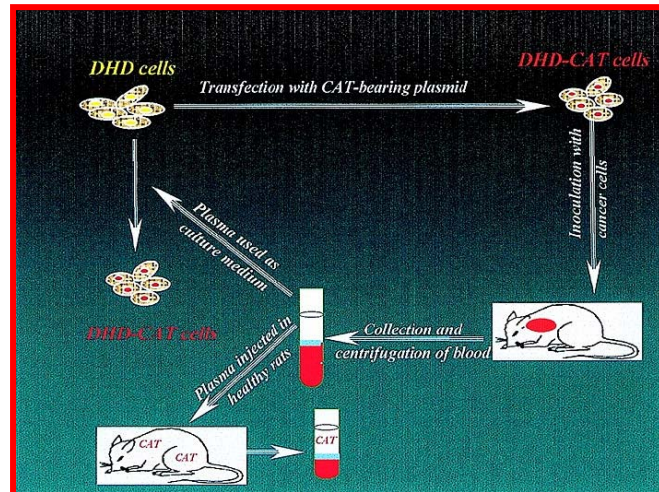 DHD cells
DHD-CAT cells
Transfection with CAT-bearing plasmid
Inoculation with
cancer cells
Plasma used as
culture medium
DHD-CAT cells
Collection and
centrifugation of blood
Plasma injected in
healthy rats
CAT
CAT
CAT